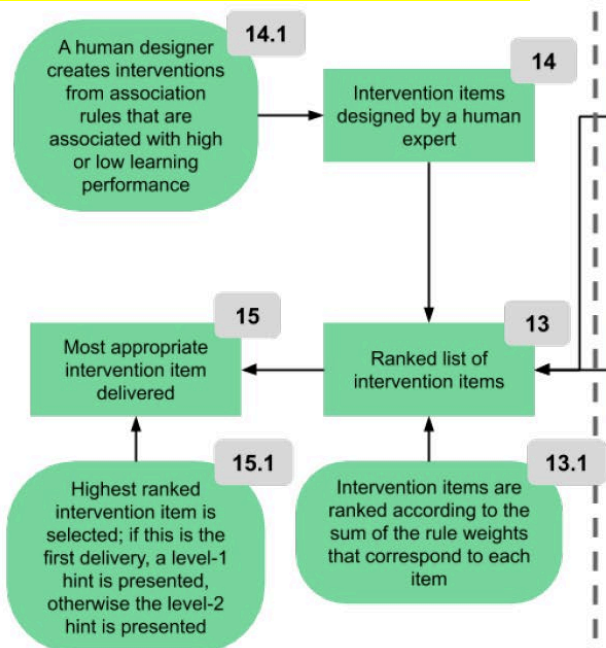 14.1
A human designer
creates interventions
from association
rules that are
associated with high
or low learning
performance
14
Intervention items
designed by a human
expert
15
Most appropriate
intervention item
delivered
13
Ranked list of
intervention items
15.1
Highest ranked
intervention item is
selected; if this is the
first delivery, a level-1
hint is presented,
otherwise the level-2
hint is presented
13.1
Intervention items are
ranked according to the
sum of the rule weights
that correspond to each
item